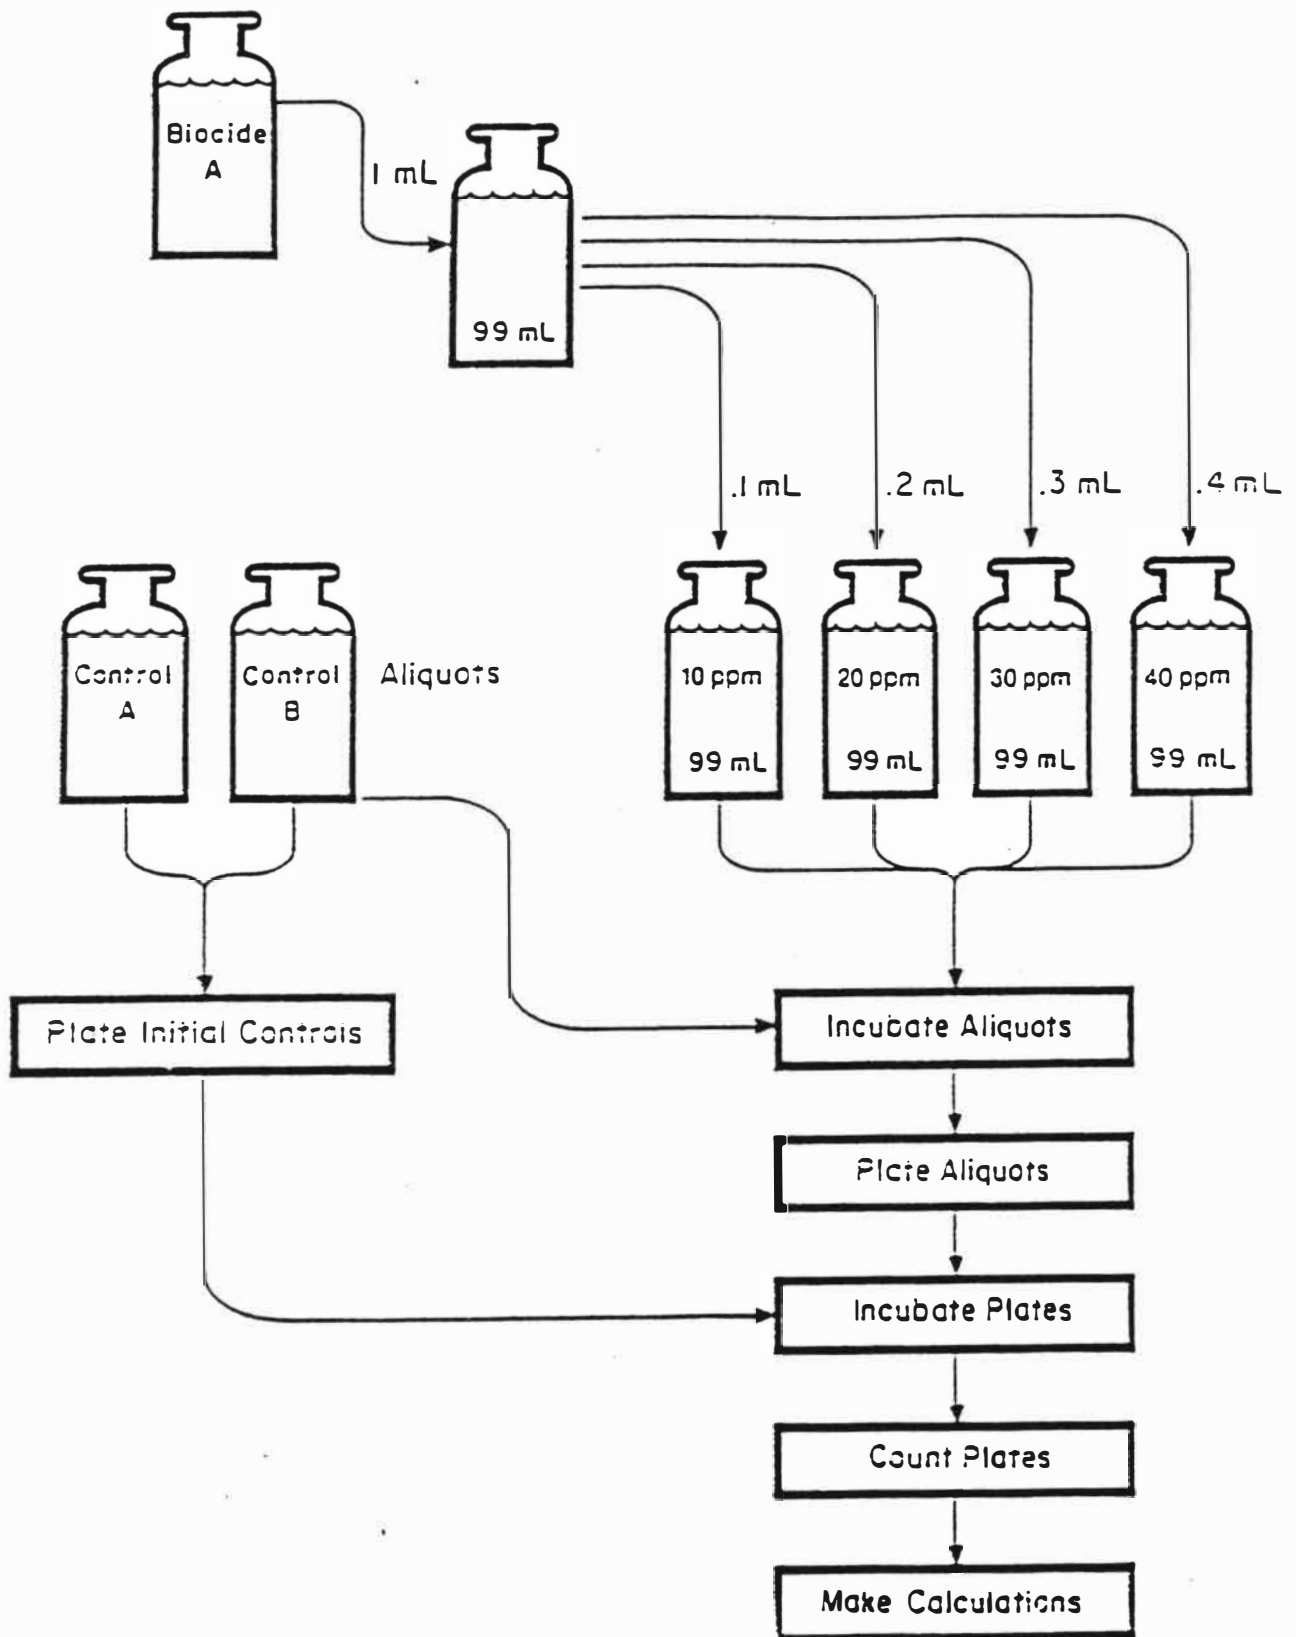 Biocide
A
1 mL
99 mL
.1 mL
.2 mL
.3 mL
.4 mL
Control
A
Control
B
Aliquots
10 ppm
99 mL
20 ppm
99 mL
30 ppm
99 mL
40 ppm
99 mL
Plate Initial Controls
Incubate Aliquots
Plate Aliquots
Incubate Plates
Count Plates
Make Calculations